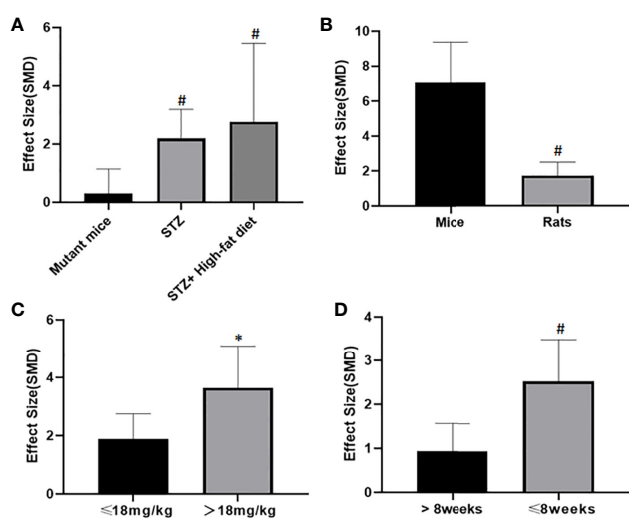 A
Effect Size(SMD)
6
4
2
0
#
#
Mutant mice
STZ
STZ+ High-fat diet
B
Effect Size(SMD)
10
8
6
4
2
0
#
Mice
Rats
C
Effect Size(SMD)
6
4
2
0
*
≤18mg/kg
＞18mg/kg
D
Effect Size(SMD)
4
3
2
1
0
#
> 8weeks
≤8weeks